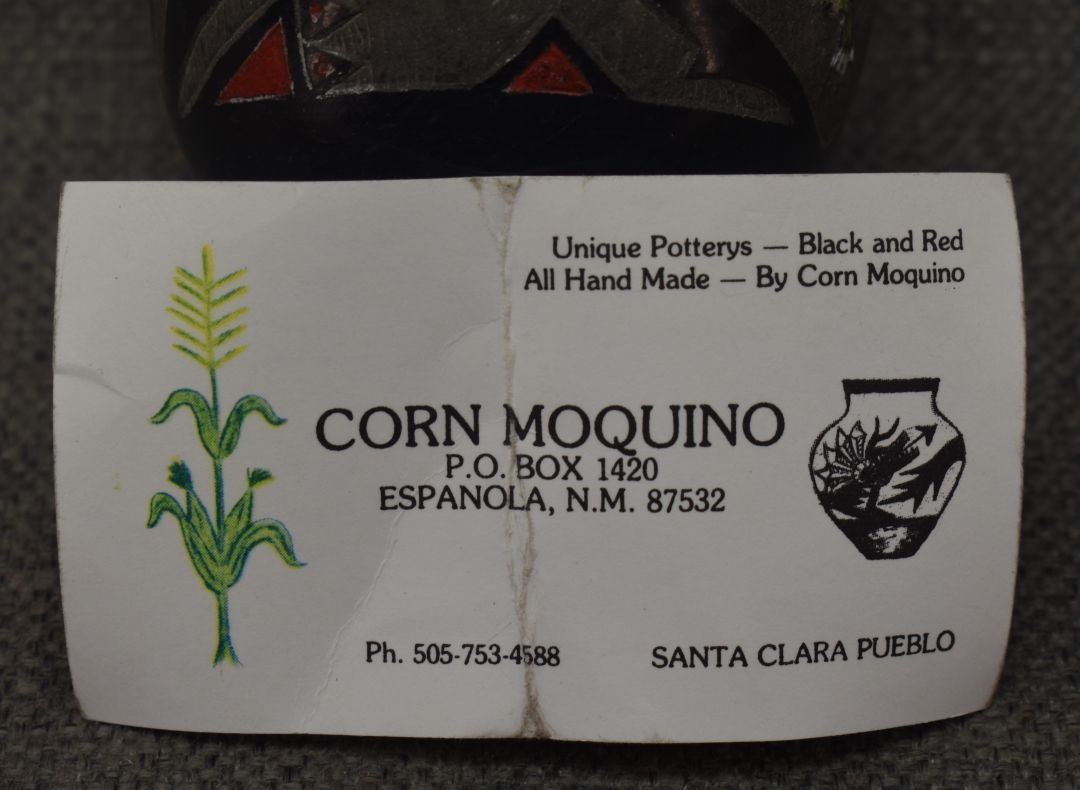 Unique Potterys — Black and Red
All Hand Made — By Corn Moquino
CORN MOQUINO
P.O. BOX 1420
ESPANOLA, N.M. 87532
Ph. 505-753-4588
SANTA CLARA PUEBLO